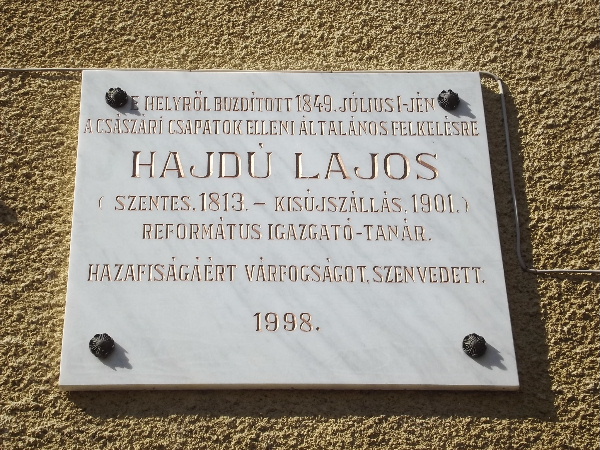 E HELYRŐL BUZDÍTOTT 1849. JÚLIUS 1-JÉN
A CSÁSZÁRI CSAPATOK ELLENI ÁLTALÁNOS FELKELÉSRE
HAJDÚ LAJOS
( SZENTES. 1813. – KISÚJSZÁLLÁS. 1901. )
REFORMÁTUS IGAZGATÓ-TANÁR.
HAZAFISÁGÁÉRT VÁRFOGSÁGOT, SZENVEDETT.
1998.